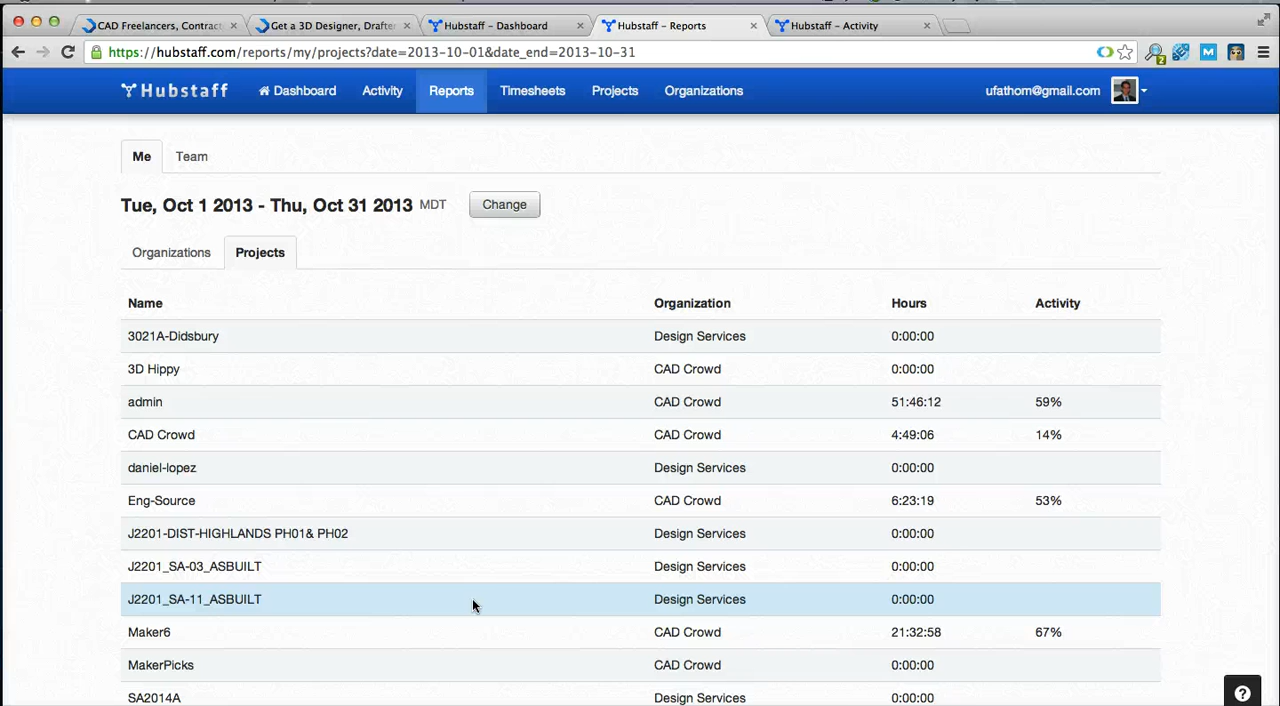 CAD Freelancers, Contract
Get a 3D Designer, Drafter
Hubstaff – Dashboard
Hubstaff – Reports
Hubstaff – Activity
https://hubstaff.com/reports/my/projects?date=2013-10-01&date_end=2013-10-31
2
M
Hubstaff
Dashboard
Activity
Reports
Timesheets
Projects
Organizations
ufathom@gmail.com
Me
Team
Tue, Oct 1 2013 - Thu, Oct 31 2013 MDT
Change
Organizations
Projects
Name Organization Hours Activity
3021A-Didsbury Design Services 0:00:00
3D Hippy CAD Crowd 0:00:00
admin CAD Crowd 51:46:12 59%
CAD Crowd CAD Crowd 4:49:06 14%
daniel-lopez Design Services 0:00:00
Eng-Source CAD Crowd 6:23:19 53%
J2201-DIST-HIGHLANDS PH01& PH02 Design Services 0:00:00
J2201_SA-03_ASBUILT Design Services 0:00:00
J2201_SA-11_ASBUILT Design Services 0:00:00
Maker6 CAD Crowd 21:32:58 67%
MakerPicks CAD Crowd 0:00:00
SA2014A Design Services 0:00:00
?